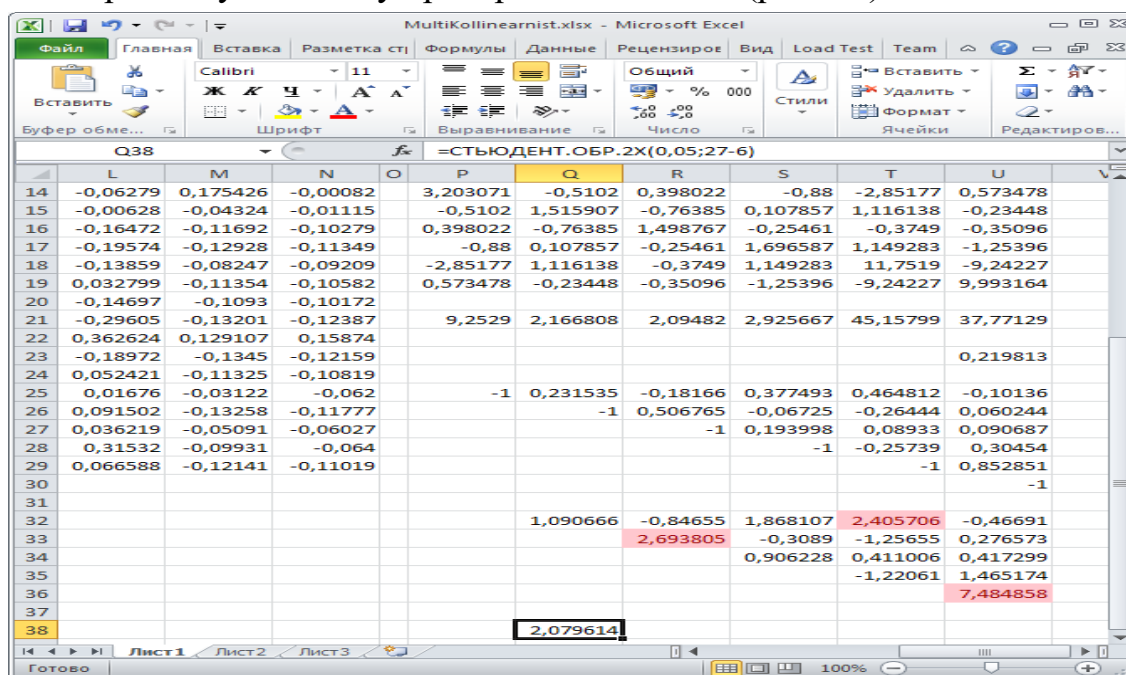 MultiKollinearnist.xlsx - Microsoft Excel
Файл Главная Вставка Разметка стр Формулы Данные Рецензиров Вид Load Test Team
Calibri 11 Общий Вставить Σ
Вставить Ж К Ч % 000 Стили Удалить
А Формат
Буфер обме... Шрифт Выравнивание Число Ячейки Редактиров...
Q38 fx =СТЬЮДЕНТ.ОБР.2Х(0,05;27-6)
L M N O P Q R S T U V
14 -0,06279 0,175426 -0,00082 3,203071 -0,5102 0,398022 -0,88 -2,85177 0,573478
15 -0,00628 -0,04324 -0,01115 -0,5102 1,515907 -0,76385 0,107857 1,116138 -0,23448
16 -0,16472 -0,11692 -0,10279 0,398022 -0,76385 1,498767 -0,25461 -0,3749 -0,35096
17 -0,19574 -0,12928 -0,11349 -0,88 0,107857 -0,25461 1,696587 1,149283 -1,25396
18 -0,13859 -0,08247 -0,09209 -2,85177 1,116138 -0,3749 1,149283 11,7519 -9,24227
19 0,032799 -0,11354 -0,10582 0,573478 -0,23448 -0,35096 -1,25396 -9,24227 9,993164
20 -0,14697 -0,1093 -0,10172
21 -0,29605 -0,13201 -0,12387 9,2529 2,166808 2,09482 2,925667 45,15799 37,77129
22 0,362624 0,129107 0,15874
23 -0,18972 -0,1345 -0,12159 0,219813
24 0,052421 -0,11325 -0,10819
25 0,01676 -0,03122 -0,062 -1 0,231535 -0,18166 0,377493 0,464812 -0,10136
26 0,091502 -0,13258 -0,11777 -1 0,506765 -0,06725 -0,26444 0,060244
27 0,036219 -0,05091 -0,06027 -1 0,193998 0,08933 0,090687
28 0,31532 -0,09931 -0,064 -1 -0,25739 0,30454
29 0,066588 -0,12141 -0,11019 -1 0,852851
30 -1
31
32 1,090666 -0,84655 1,868107 2,405706 -0,46691
33 2,693805 -0,3089 -1,25655 0,276573
34 0,906228 0,411006 0,417299
35 -1,22061 1,465174
36 7,484858
37
38 2,079614
Лист1 Лист2 Лист3
Готово 100%